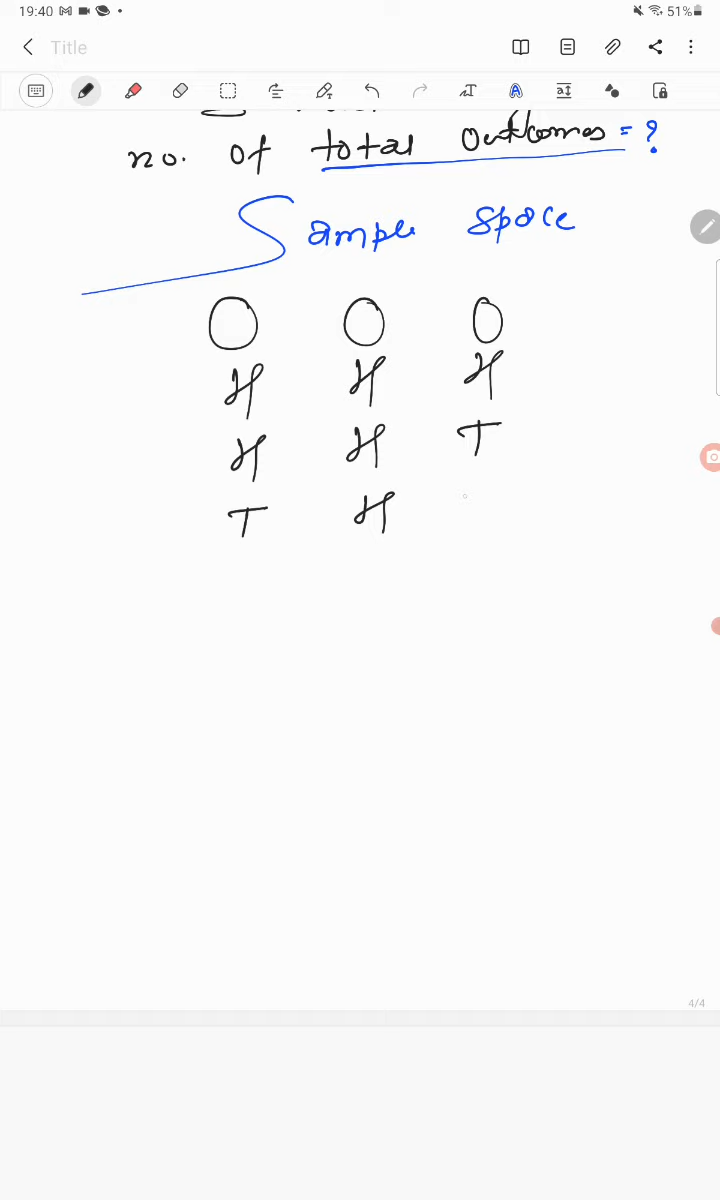 19:40 51%
Title
no. of total outcomes = ?
Sample space
H H H
H H T
T H
4/4